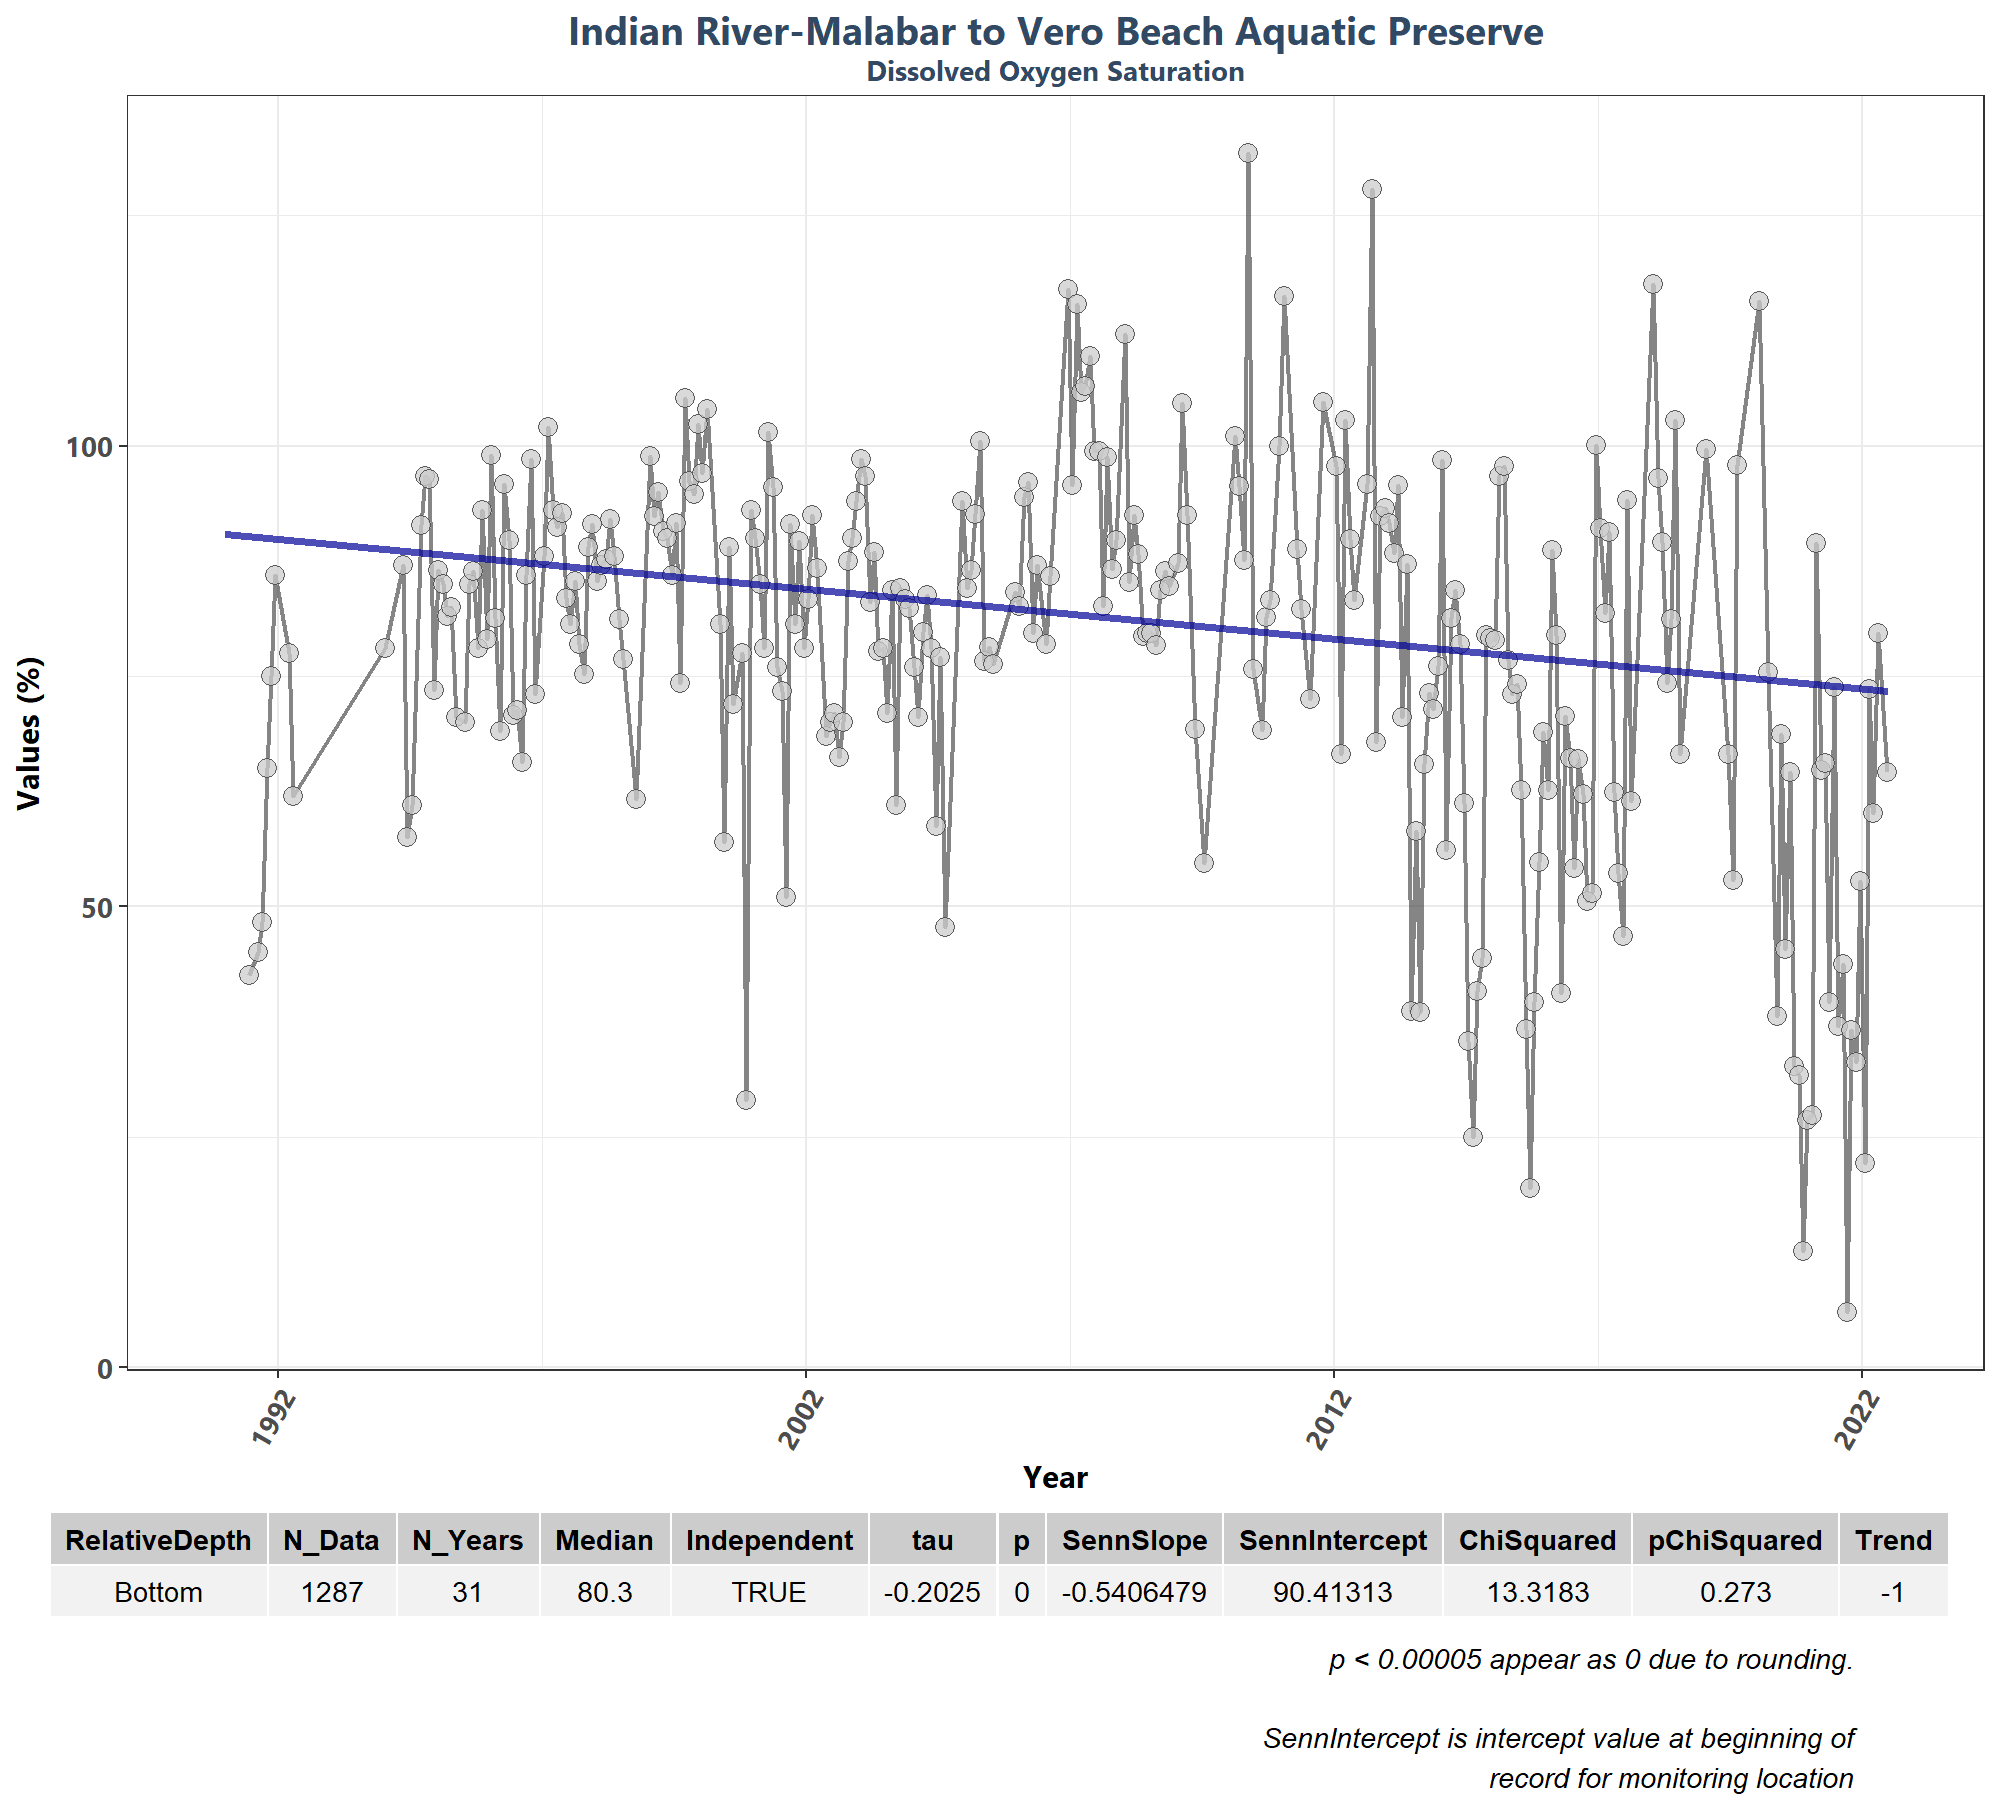 Indian River-Malabar to Vero Beach Aquatic Preserve
Dissolved Oxygen Saturation
Values (%)
100
50
0
1992
2002
2012
2022
Year
RelativeDepth N_Data N_Years Median Independent tau p SennSlope SennIntercept ChiSquared pChiSquared Trend
Bottom 1287 31 80.3 TRUE -0.2025 0 -0.5406479 90.41313 13.3183 0.273 -1
p < 0.00005 appear as 0 due to rounding.
SennIntercept is intercept value at beginning of
record for monitoring location